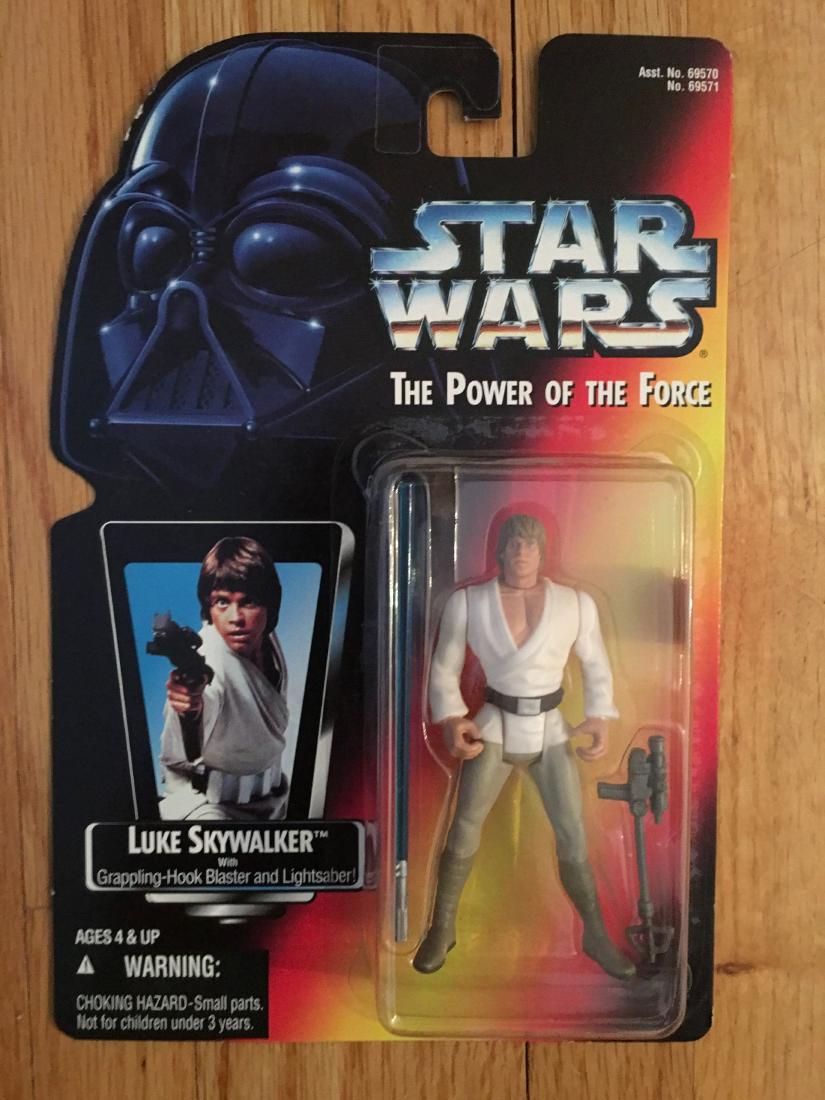 Asst. No. 69570
No. 69571
STAR
WARS®
THE POWER OF THE FORCE
LUKE SKYWALKER™
With
Grappling-Hook Blaster and Lightsaber!
AGES 4 & UP
⚠ WARNING:
CHOKING HAZARD-Small parts.
Not for children under 3 years.